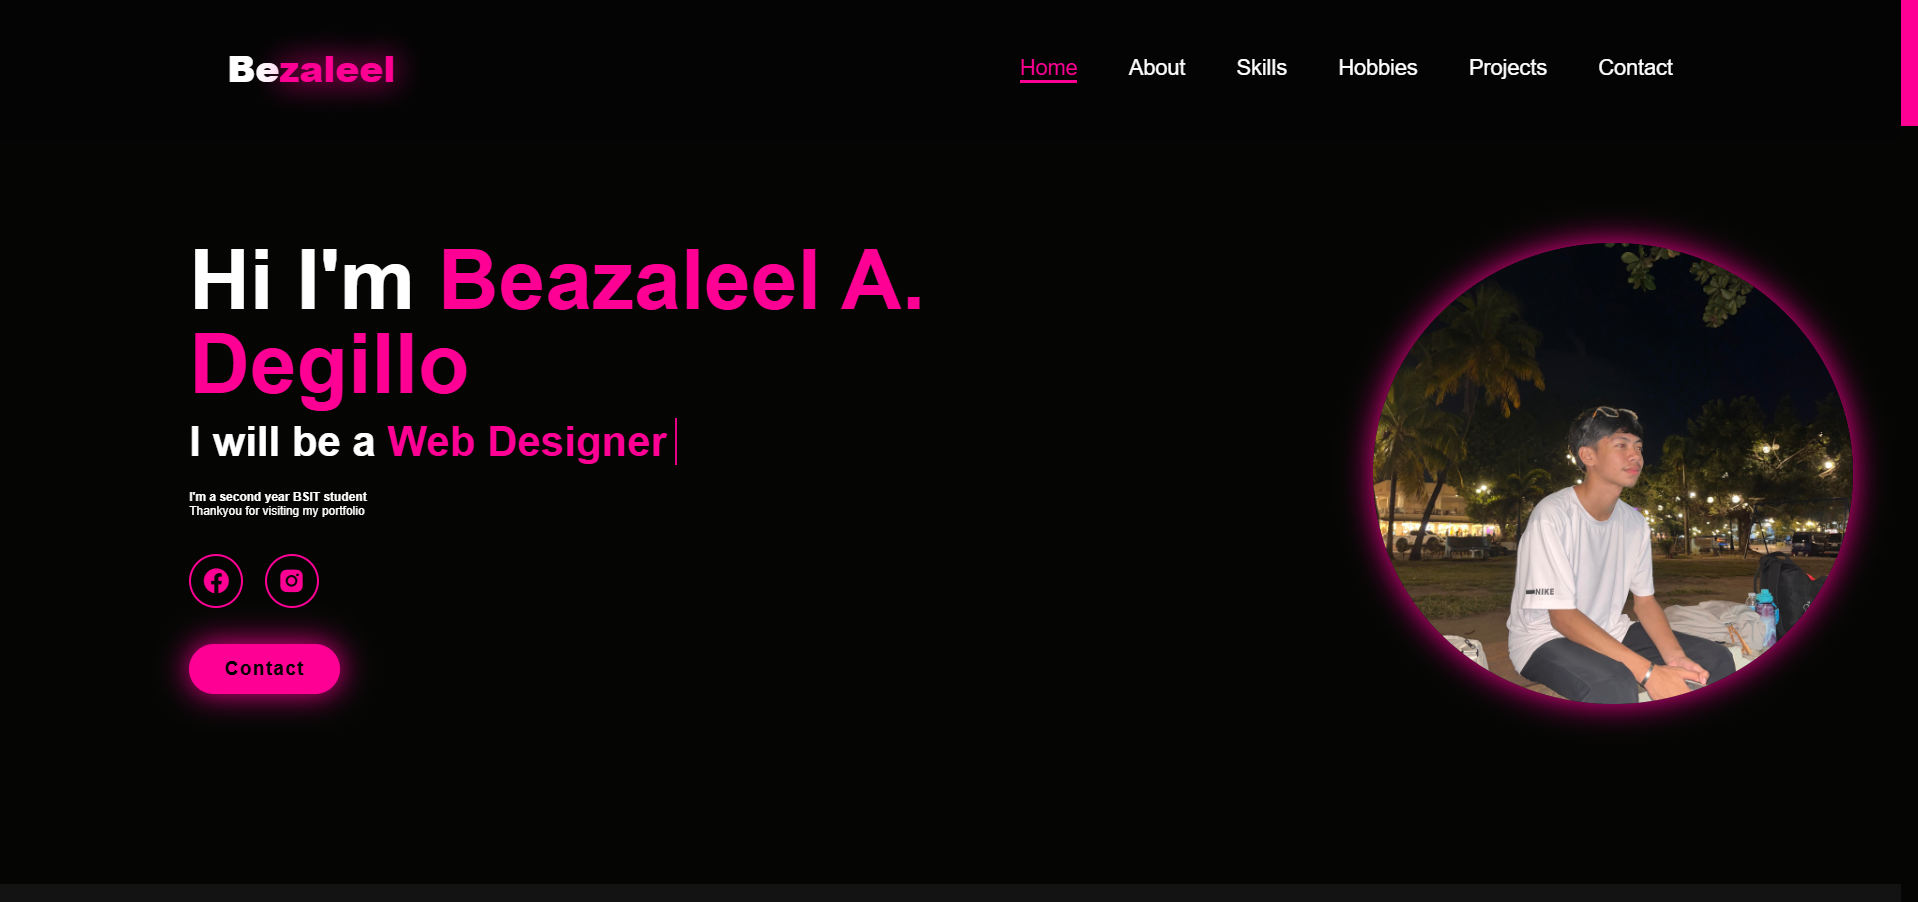 Bezaleel
Home About Skills Hobbies Projects Contact
Hi I'm Beazaleel A.
Degillo
I will be a Web Designer
I'm a second year BSIT student
Thankyou for visiting my portfolio
Contact
NIKE